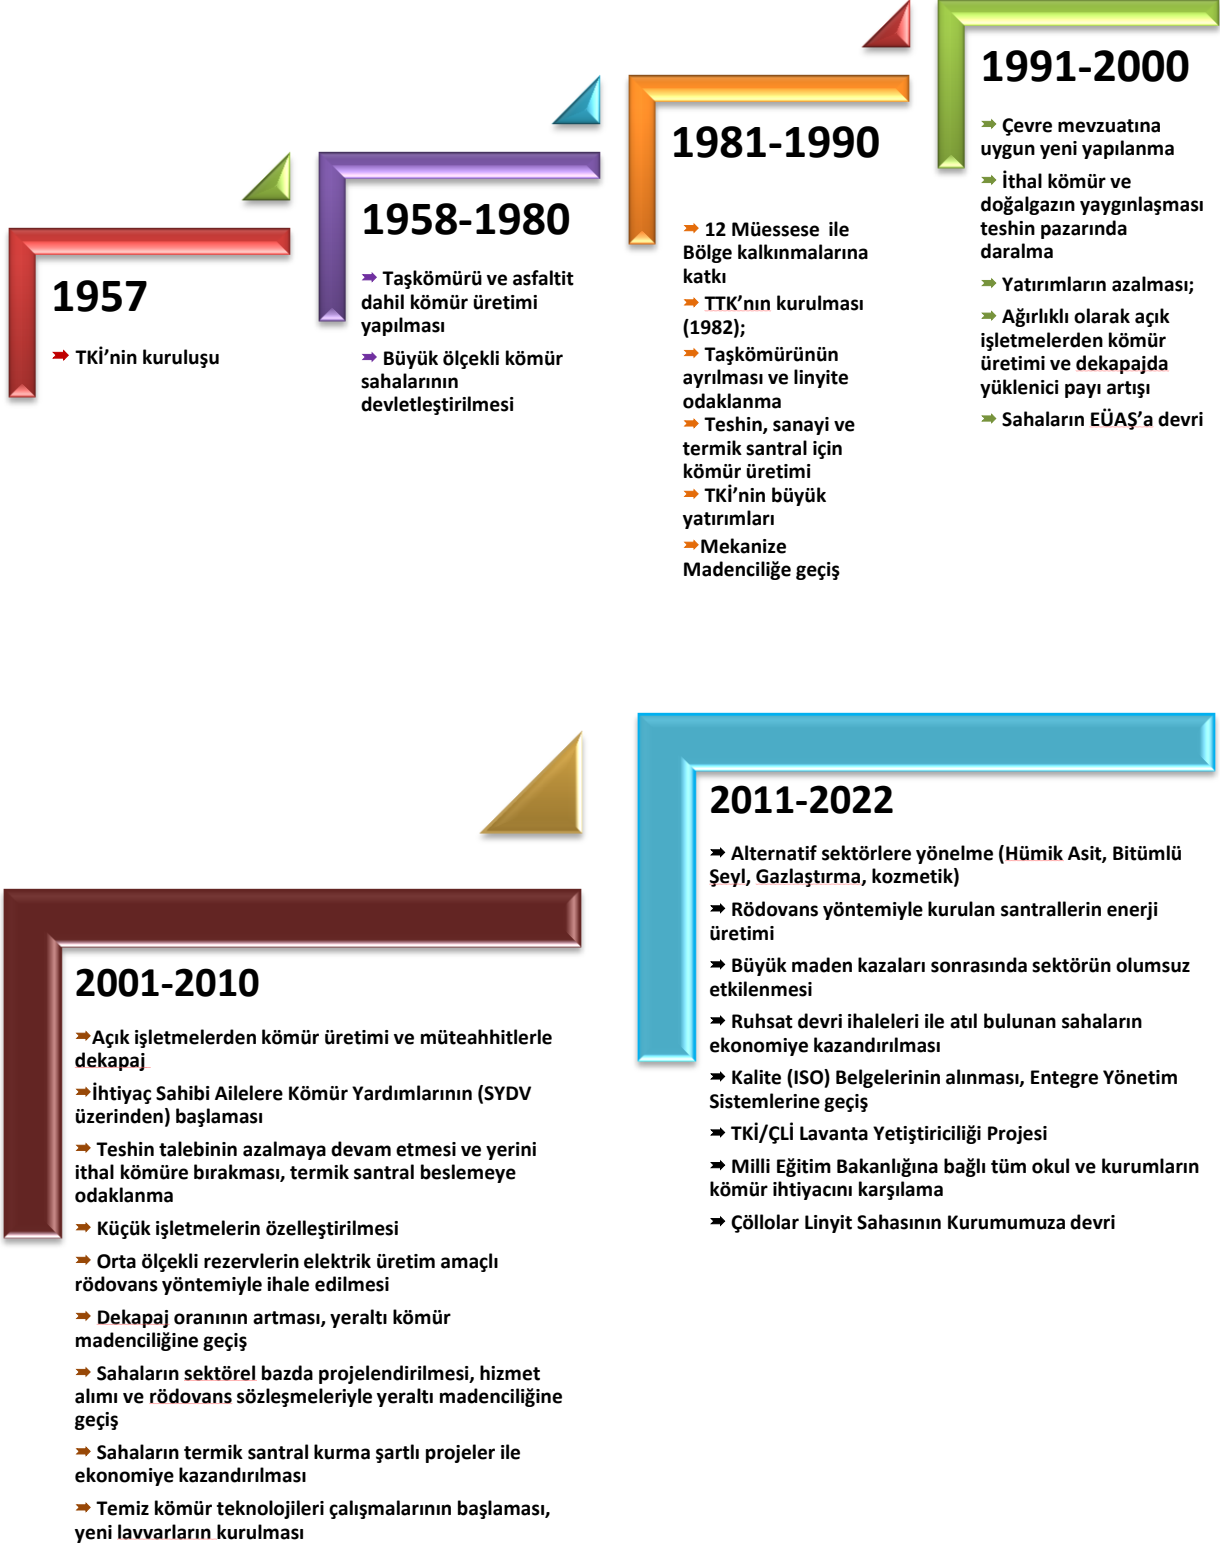 1957
➡ TKİ’nin kuruluşu
1958-1980
➡ Taşkömürü ve asfaltit
dahil kömür üretimi
yapılması
➡ Büyük ölçekli kömür
sahalarının
devletleştirilmesi
1981-1990
➡ 12 Müessese ile
Bölge kalkınmalarına
katkı
➡ TTK’nın kurulması
(1982);
➡ Taşkömürünün
ayrılması ve linyite
odaklanma
➡ Teshin, sanayi ve
termik santral için
kömür üretimi
➡ TKİ’nin büyük
yatırımları
➡Mekanize
Madenciliğe geçiş
1991-2000
➡ Çevre mevzuatına
uygun yeni yapılanma
➡ İthal kömür ve
doğalgazın yaygınlaşması
teshin pazarında
daralma
➡ Yatırımların azalması;
➡ Ağırlıklı olarak açık
işletmelerden kömür
üretimi ve dekapajda
yüklenici payı artışı
➡ Sahaların EÜAŞ’a devri
2001-2010
➡Açık işletmelerden kömür üretimi ve müteahhitlerle
dekapaj
➡İhtiyaç Sahibi Ailelere Kömür Yardımlarının (SYDV
üzerinden) başlaması
➡ Teshin talebinin azalmaya devam etmesi ve yerini
ithal kömüre bırakması, termik santral beslemeye
odaklanma
➡ Küçük işletmelerin özelleştirilmesi
➡ Orta ölçekli rezervlerin elektrik üretim amaçlı
rödovans yöntemiyle ihale edilmesi
➡ Dekapaj oranının artması, yeraltı kömür
madenciliğine geçiş
➡ Sahaların sektörel bazda projelendirilmesi, hizmet
alımı ve rödovans sözleşmeleriyle yeraltı madenciliğine
geçiş
➡ Sahaların termik santral kurma şartlı projeler ile
ekonomiye kazandırılması
➡ Temiz kömür teknolojileri çalışmalarının başlaması,
yeni lavvarların kurulması
2011-2022
➡ Alternatif sektörlere yönelme (Hümik Asit, Bitümlü
Şeyl, Gazlaştırma, kozmetik)
➡ Rödovans yöntemiyle kurulan santrallerin enerji
üretimi
➡ Büyük maden kazaları sonrasında sektörün olumsuz
etkilenmesi
➡ Ruhsat devri ihaleleri ile atıl bulunan sahaların
ekonomiye kazandırılması
➡ Kalite (ISO) Belgelerinin alınması, Entegre Yönetim
Sistemlerine geçiş
➡ TKİ/ÇLİ Lavanta Yetiştiriciliği Projesi
➡ Milli Eğitim Bakanlığına bağlı tüm okul ve kurumların
kömür ihtiyacını karşılama
➡ Çöllolar Linyit Sahasının Kurumumuza devri